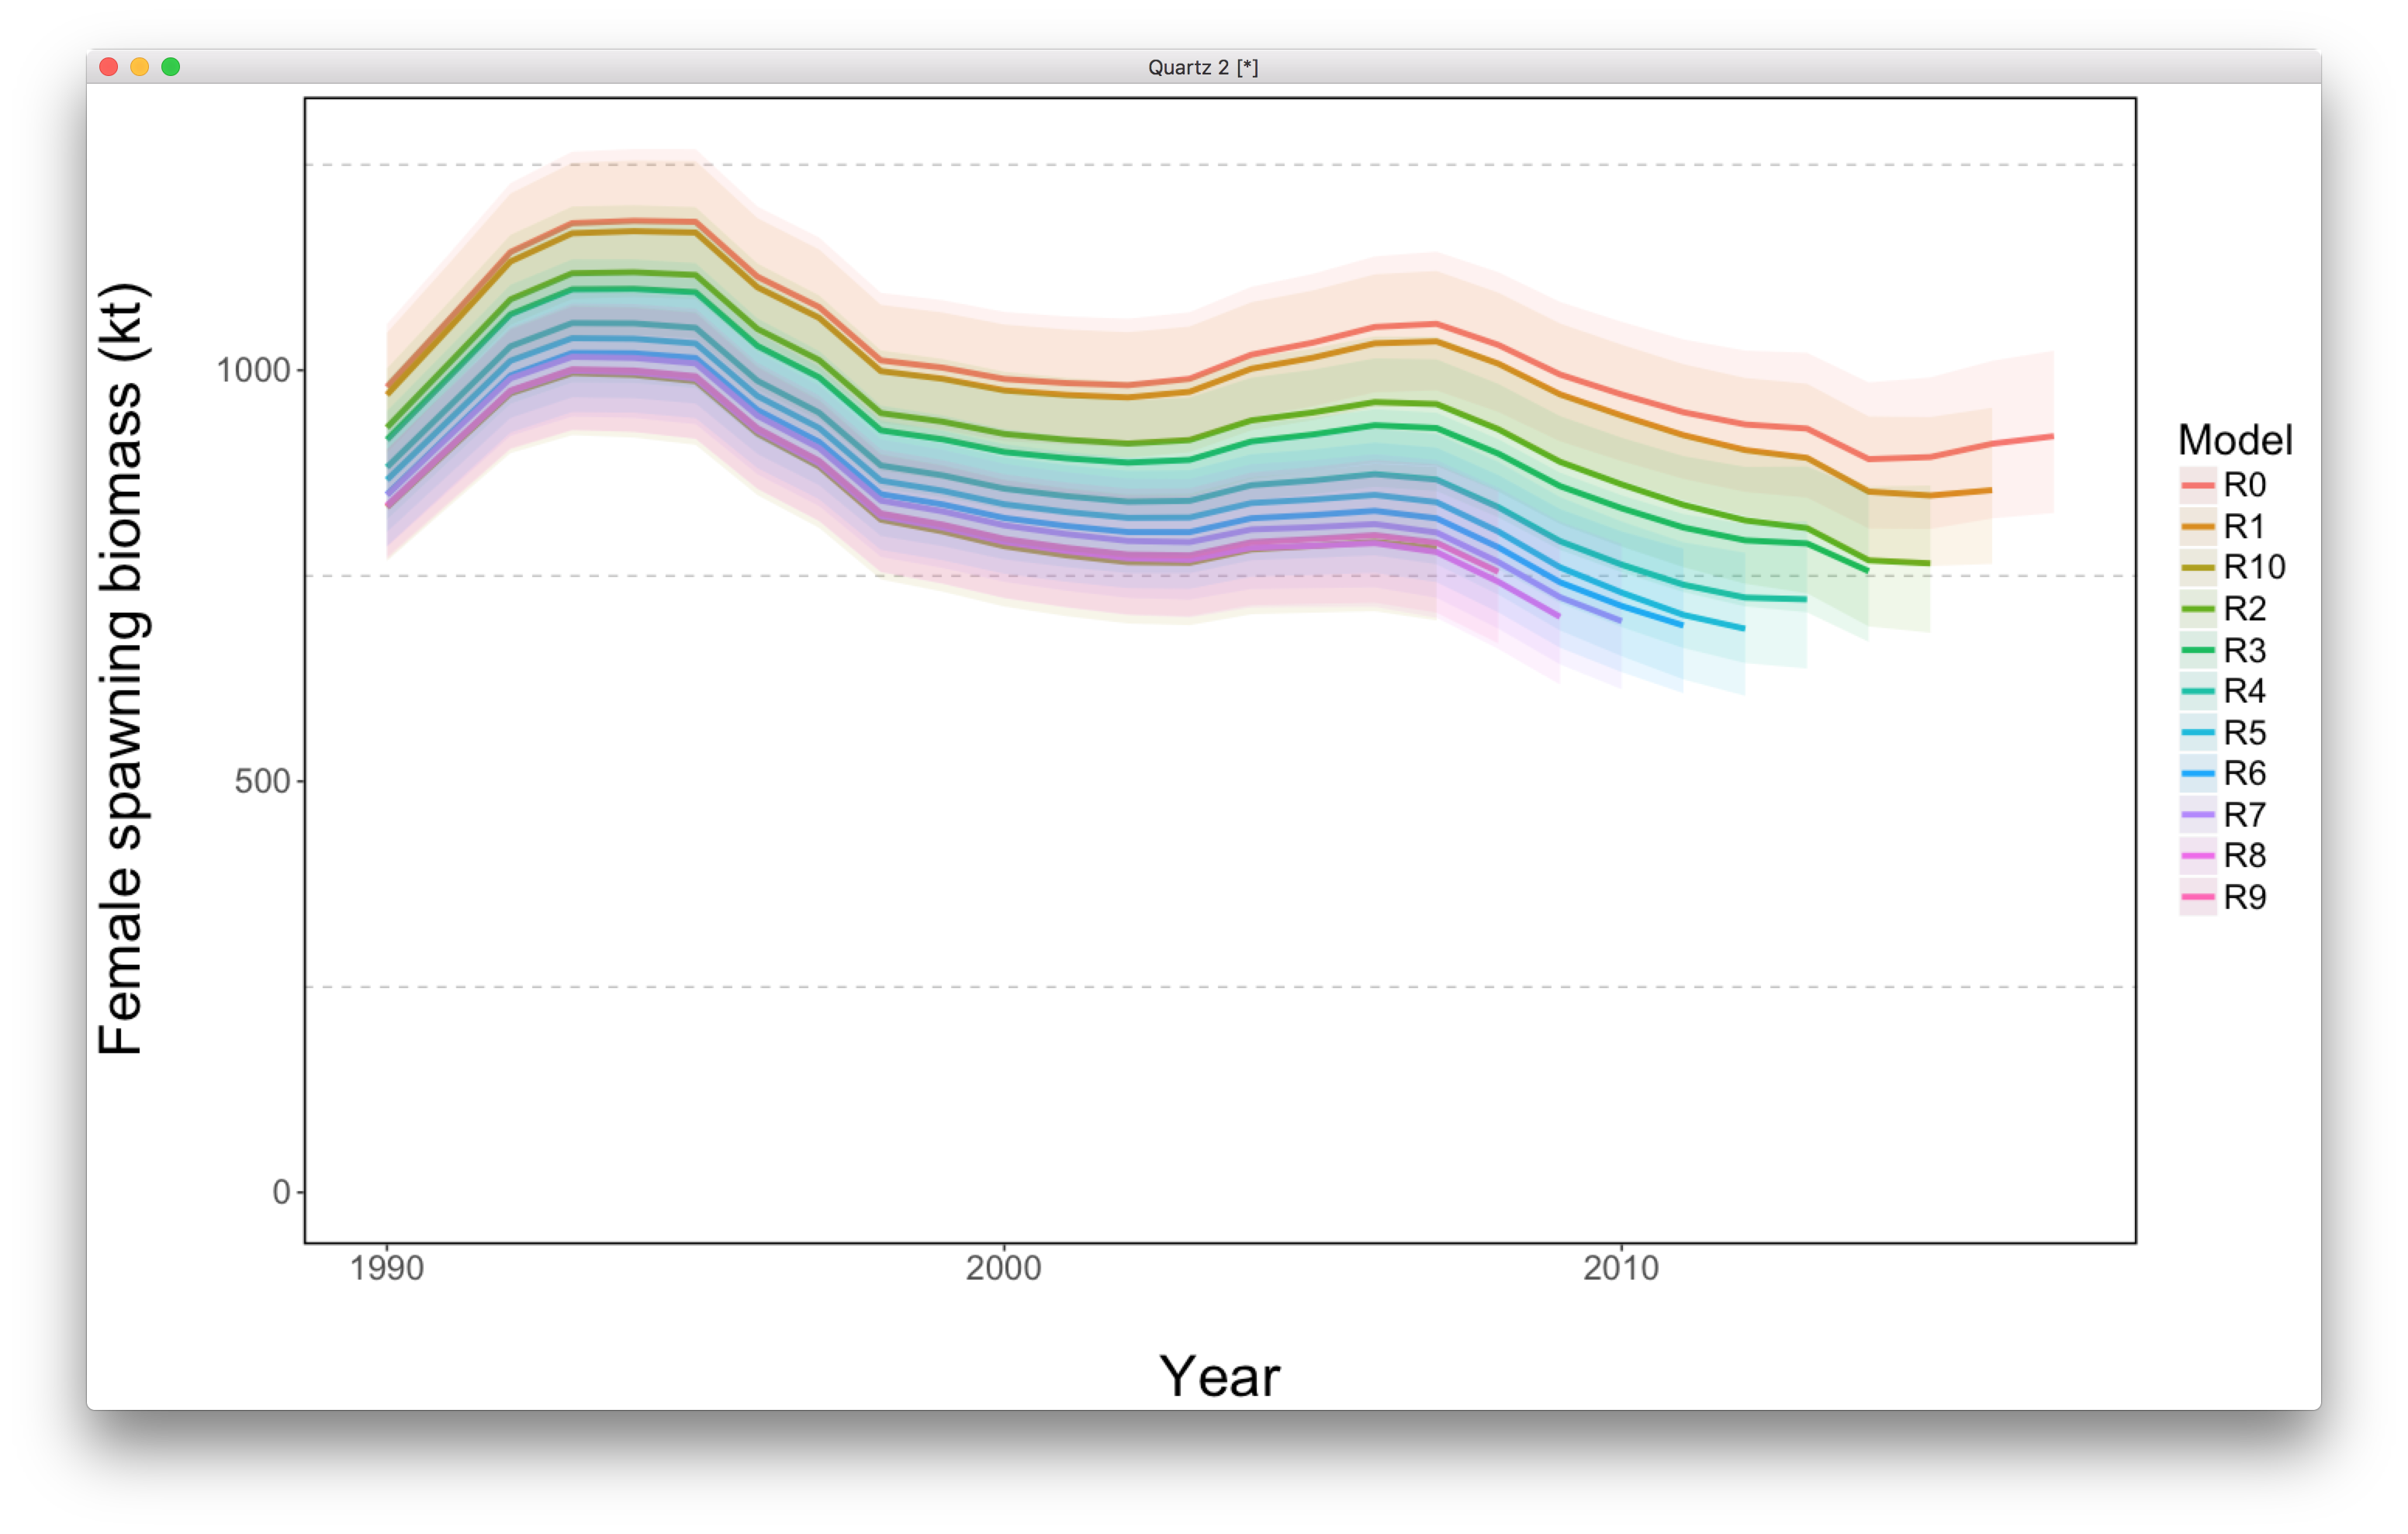 Quartz 2 [*]
Female spawning biomass (kt)
1000
500
0
1990
2000
2010
Year
Model
R0
R1
R10
R2
R3
R4
R5
R6
R7
R8
R9